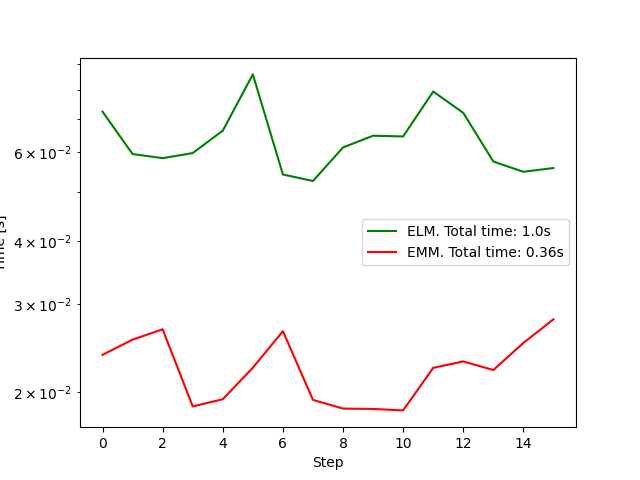 6 × 10⁻²
4 × 10⁻²
3 × 10⁻²
2 × 10⁻²
Time [s]
ELM. Total time: 1.0s
EMM. Total time: 0.36s
0 2 4 6 8 10 12 14
Step